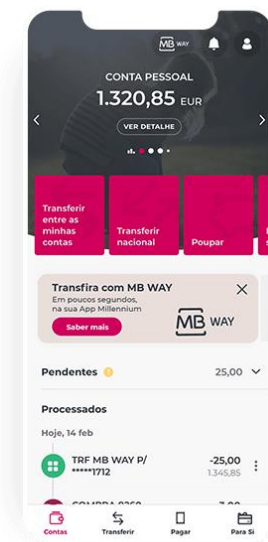 MB WAY
CONTA PESSOAL
1.320,85 EUR
VER DETALHE
Transferir
entre as
minhas
contas
Transferir
nacional
Poupar
Transfira com MB WAY
Em poucos segundos,
na sua App Millennium
Saber mais
MB WAY
Pendentes
25,00
Processados
Hoje, 14 feb
TRF MB WAY P/
*****1712
-25,00
1.345,85
Contas
Transferir
Pagar
Para Si